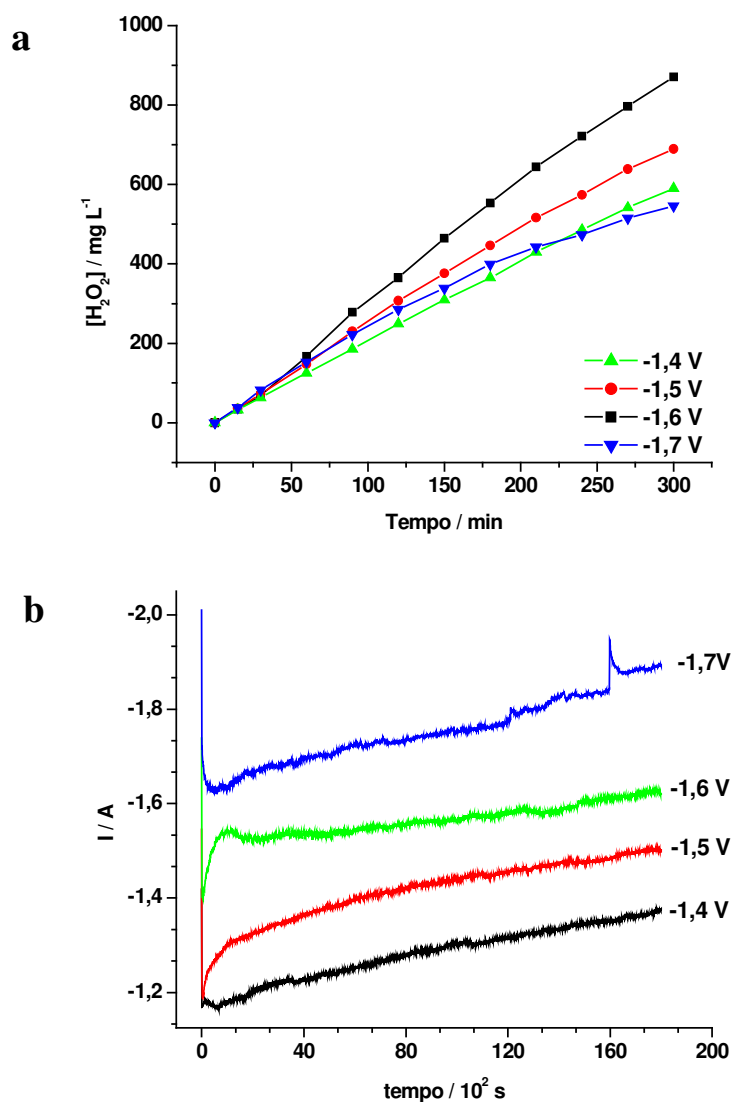 a
1000
800
600
400
200
0
[H₂O₂] / mg L⁻¹
-1,4 V
-1,5 V
-1,6 V
-1,7 V
0 50 100 150 200 250 300
Tempo / min
b
-2,0
-1,8
-1,6
-1,4
-1,2
I / A
-1,7V
-1,6 V
-1,5 V
-1,4 V
0 40 80 120 160 200
tempo / 10² s